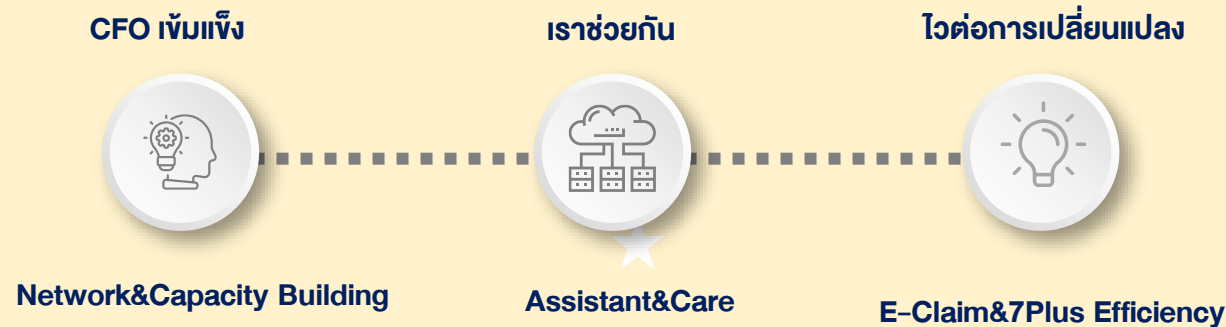 CFO เข้มแข็ง
เราช่วยกัน
ไวต่อการเปลี่ยนแปลง
Network&Capacity Building
Assistant&Care
E-Claim&7Plus Efficiency